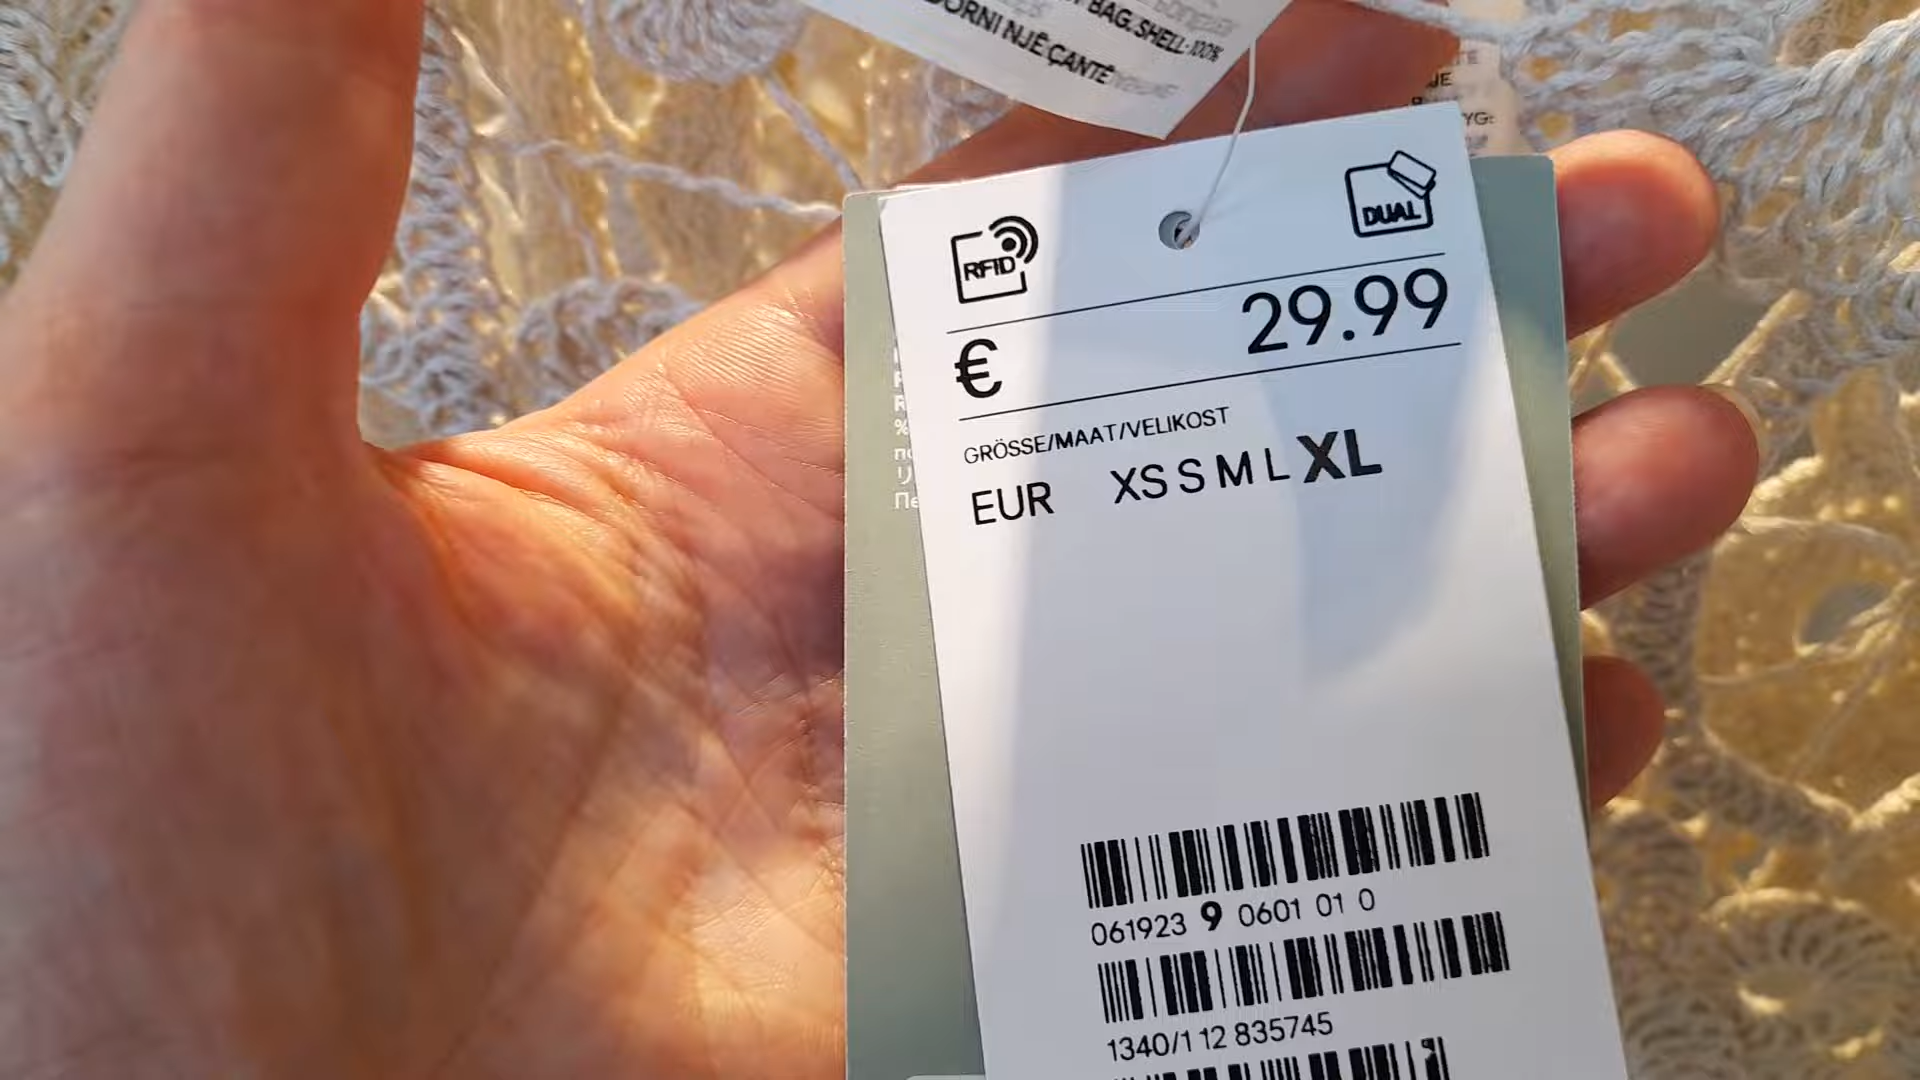 BAG. SHELL: 100%
NJË ÇANTË
JE
RFID
DUAL
€ 29.99
GRÖSSE/MAAT/VELIKOST
EUR XS S M L XL
R
%
061923 9 0601 01 0
1340/1 12 835745